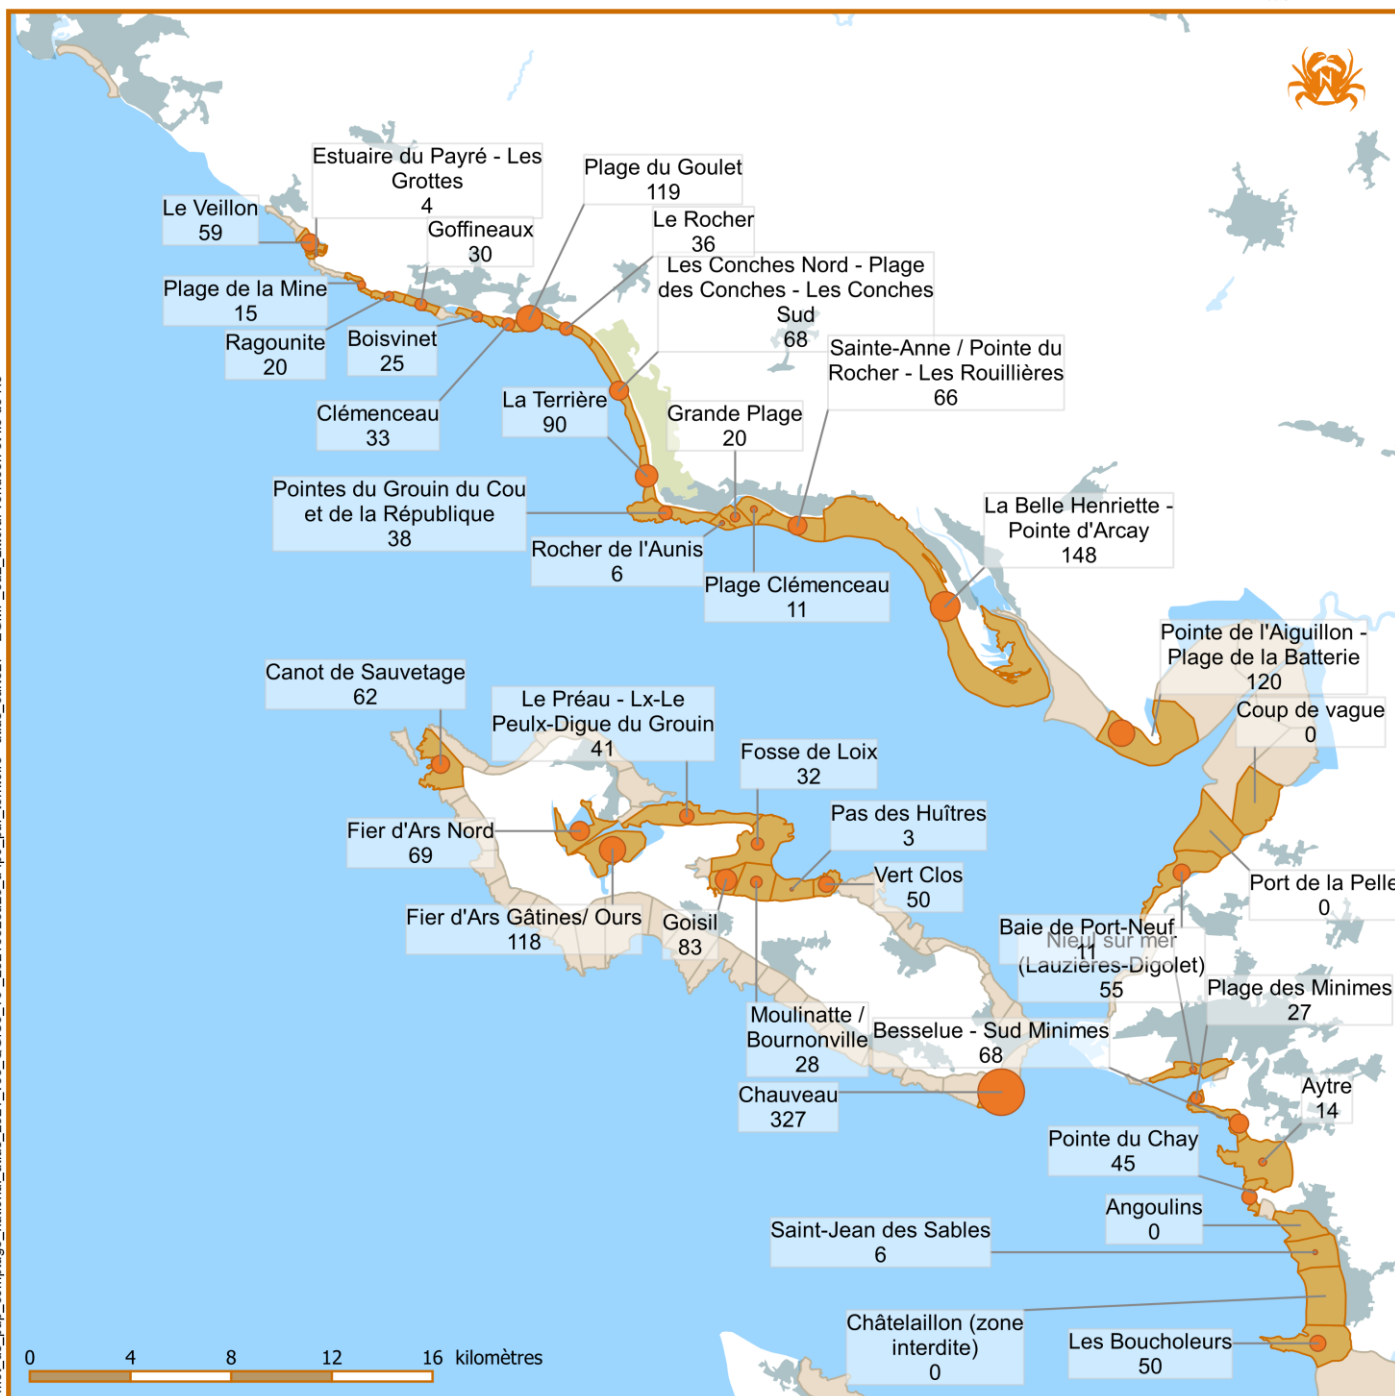 N
Estuaire du Payré - Les
Grottes
4
Plage du Goulet
119
Le Veillon
59
Goffineaux
30
Le Rocher
36
Les Conches Nord - Plage
des Conches - Les Conches
Sud
68
Plage de la Mine
15
Ragounite
20
Boisvinet
25
Sainte-Anne / Pointe du
Rocher - Les Rouillières
66
Clémenceau
33
La Terrière
90
Grande Plage
20
Pointes du Grouin du Cou
et de la République
38
La Belle Henriette -
Pointe d'Arcay
148
Rocher de l'Aunis
6
Plage Clémenceau
11
Pointe de l'Aiguillon -
Plage de la Batterie
120
Canot de Sauvetage
62
Le Préau - Lx-Le
Peulx-Digue du Grouin
41
Coup de vague
0
Fosse de Loix
32
Fier d'Ars Nord
69
Pas des Huîtres
3
Vert Clos
50
Port de la Pelle
0
Fier d'Ars Gâtines/ Ours
118
Goisil
83
Baie de Port-Neuf
11
Nieul sur mer
(Lauzières-Digolet)
55
Plage des Minimes
27
Moulinatte /
Bournonville
28
Besselue - Sud Minimes
68
Chauveau
327
Aytre
14
Pointe du Chay
45
Angoulins
0
Saint-Jean des Sables
6
Châtelaillon (zone
interdite)
0
Les Boucholeurs
50
0 4 8 12 16 kilomètres